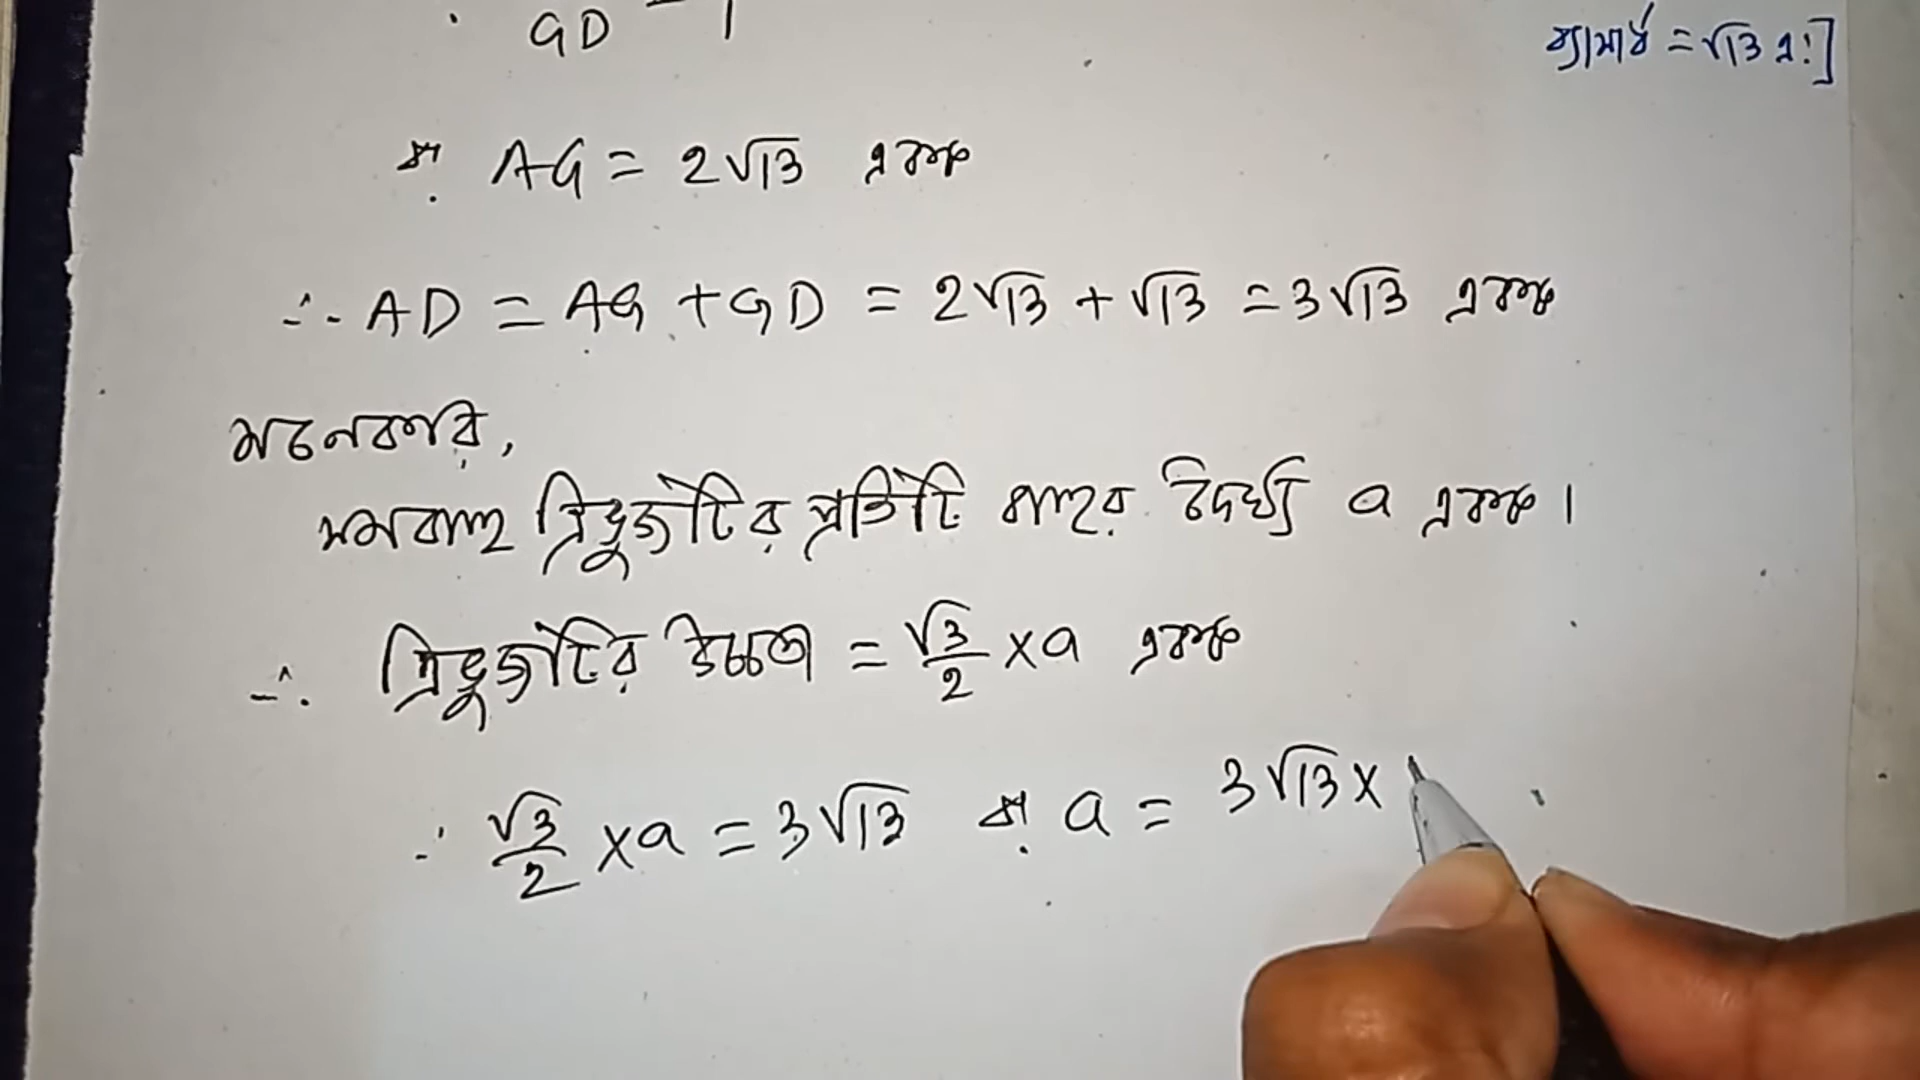 ব্যাসার্ধ = √13 এ:]
GD 1
বা, AG = 2√13 একক
∴ AD = AG + GD = 2√13 + √13 = 3√13 একক
মনেকরি,
সমবাহু ত্রিভুজটির প্রতিটি বাহুর দৈর্ঘ্য a একক।
∴ ত্রিভুজটির উচ্চতা = √3/2 × a একক
∴ √3/2 × a = 3√13 বা, a = 3√13 ×